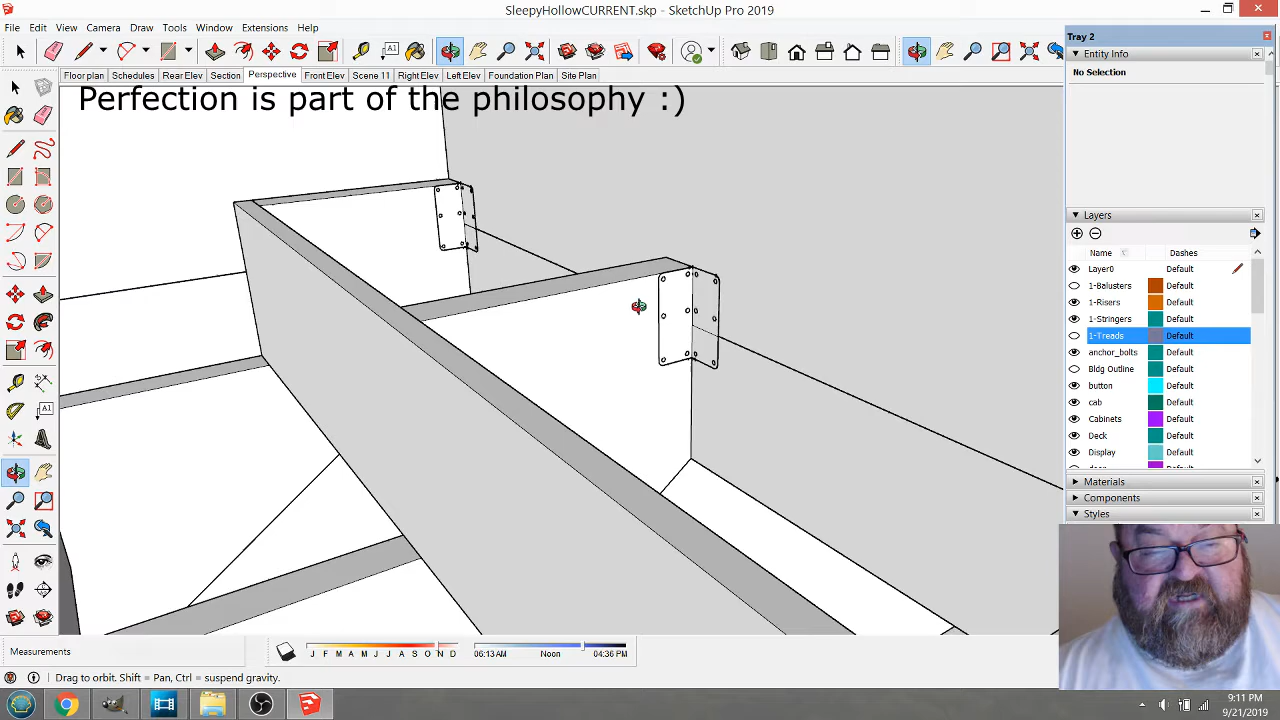 SleepyHollowCURRENT.skp - SketchUp Pro 2019
File Edit View Camera Draw Tools Window Extensions Help
Tray 2
Entity Info
No Selection
A1
Floor plan Schedules Rear Elev Section Perspective Front Elev Scene 11 Right Elev Left Elev Foundation Plan Site Plan
Perfection is part of the philosophy :)
Layers
Name Dashes
Layer0 Default
1-Balusters Default
1-Risers Default
1-Stringers Default
1-Treads Default
anchor_bolts Default
Bldg Outline Default
button Default
cab Default
Cabinets Default
Deck Default
Display Default
A1
Materials
Components
Styles
Measurements
J F M A M J J A S O N D
06:13 AM Noon 04:36 PM
Drag to orbit. Shift = Pan, Ctrl = suspend gravity.
9:11 PM
9/21/2019